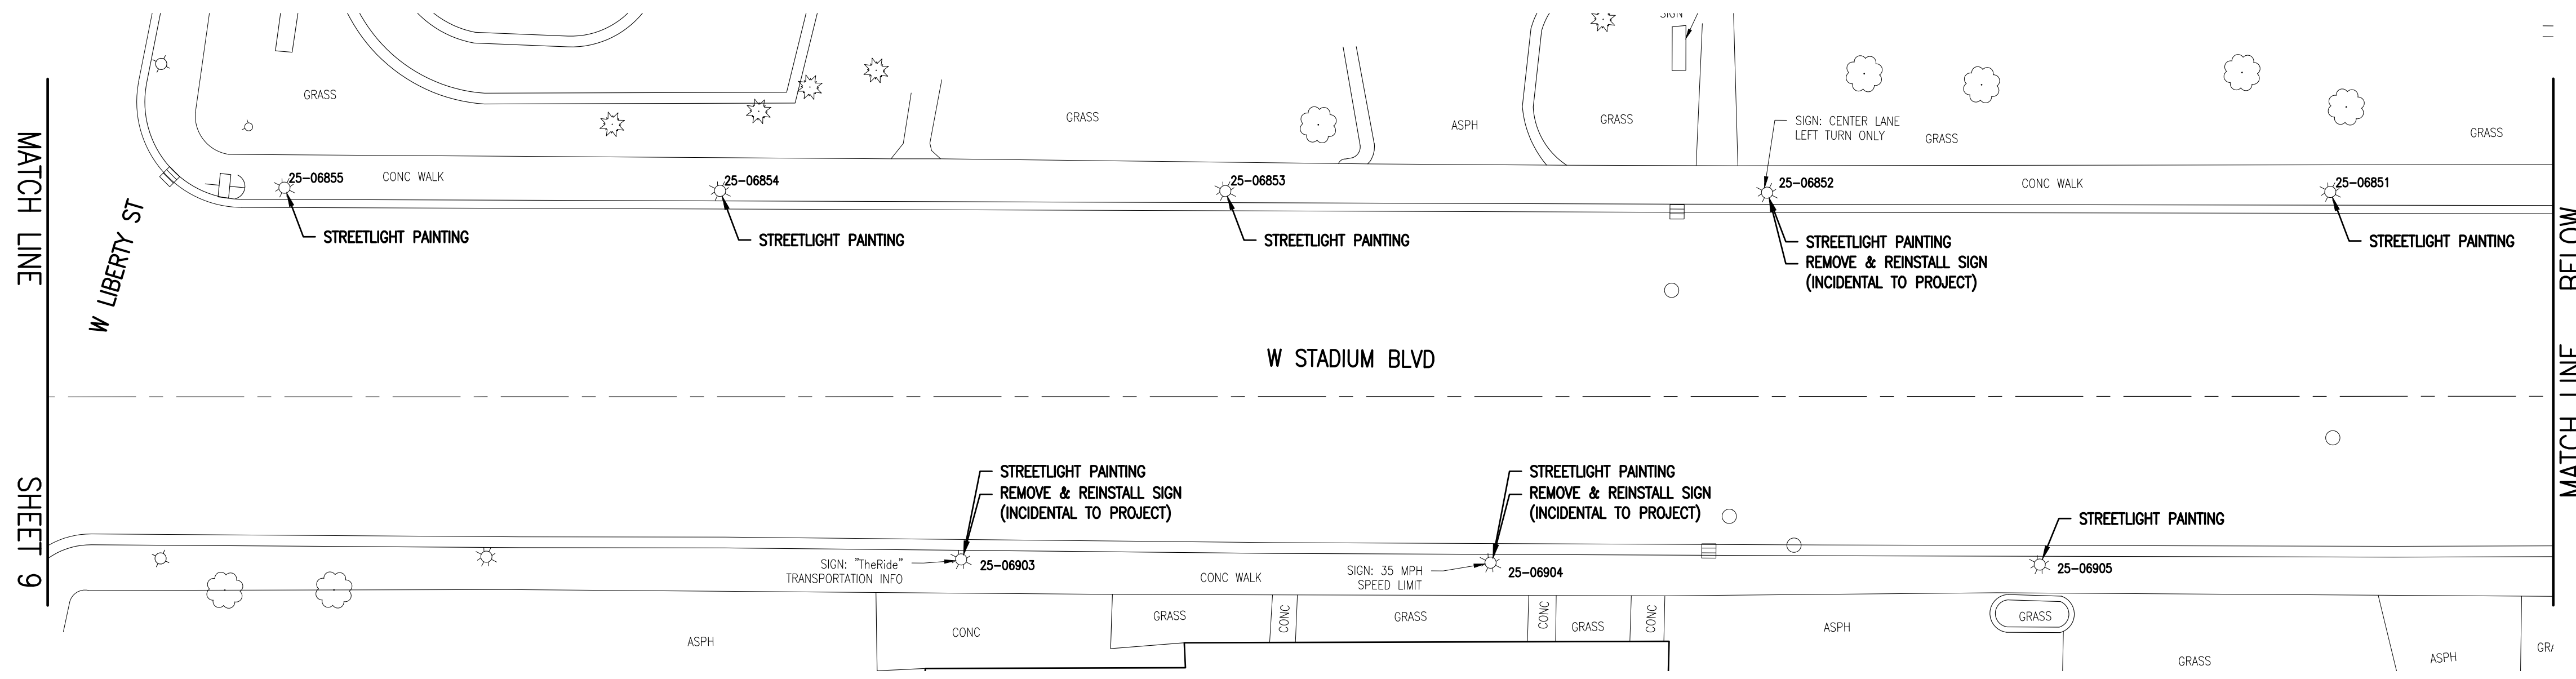 SIGN
GRASS
GRASS
ASPH
GRASS
SIGN: CENTER LANE
LEFT TURN ONLY
GRASS
GRASS
MATCH LINE
SHEET 9
W LIBERTY ST
25-06855
CONC WALK
25-06854
25-06853
25-06852
CONC WALK
25-06851
STREETLIGHT PAINTING
STREETLIGHT PAINTING
STREETLIGHT PAINTING
STREETLIGHT PAINTING
REMOVE & REINSTALL SIGN
(INCIDENTAL TO PROJECT)
STREETLIGHT PAINTING
MATCH LINE BELOW
W STADIUM BLVD
STREETLIGHT PAINTING
REMOVE & REINSTALL SIGN
(INCIDENTAL TO PROJECT)
STREETLIGHT PAINTING
REMOVE & REINSTALL SIGN
(INCIDENTAL TO PROJECT)
STREETLIGHT PAINTING
SIGN: "TheRide"
TRANSPORTATION INFO
25-06903
CONC WALK
SIGN: 35 MPH
SPEED LIMIT
25-06904
25-06905
ASPH
CONC
GRASS
CONC
GRASS
CONC
GRASS
CONC
ASPH
GRASS
GRASS
ASPH